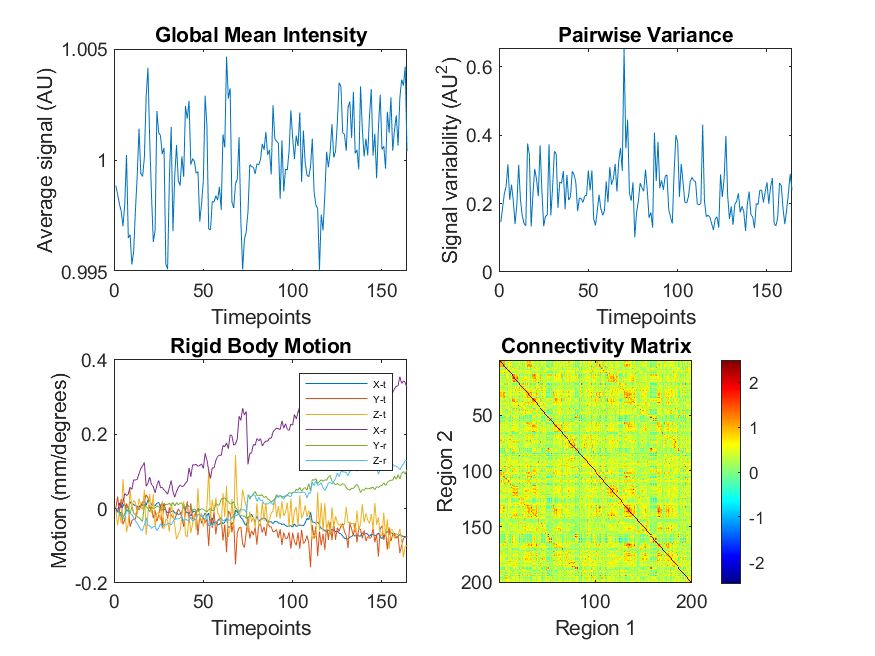 Global Mean Intensity
Average signal (AU)
1.005
1
0.995
0 50 100 150
Timepoints
Pairwise Variance
Signal variability (AU2)
0.6
0.4
0.2
0
0 50 100 150
Timepoints
Rigid Body Motion
Motion (mm/degrees)
0.4
0.2
0
-0.2
X-t
Y-t
Z-t
X-r
Y-r
Z-r
0 50 100 150
Timepoints
Connectivity Matrix
Region 2
50
100
150
200
100 200
Region 1
2
1
0
-1
-2